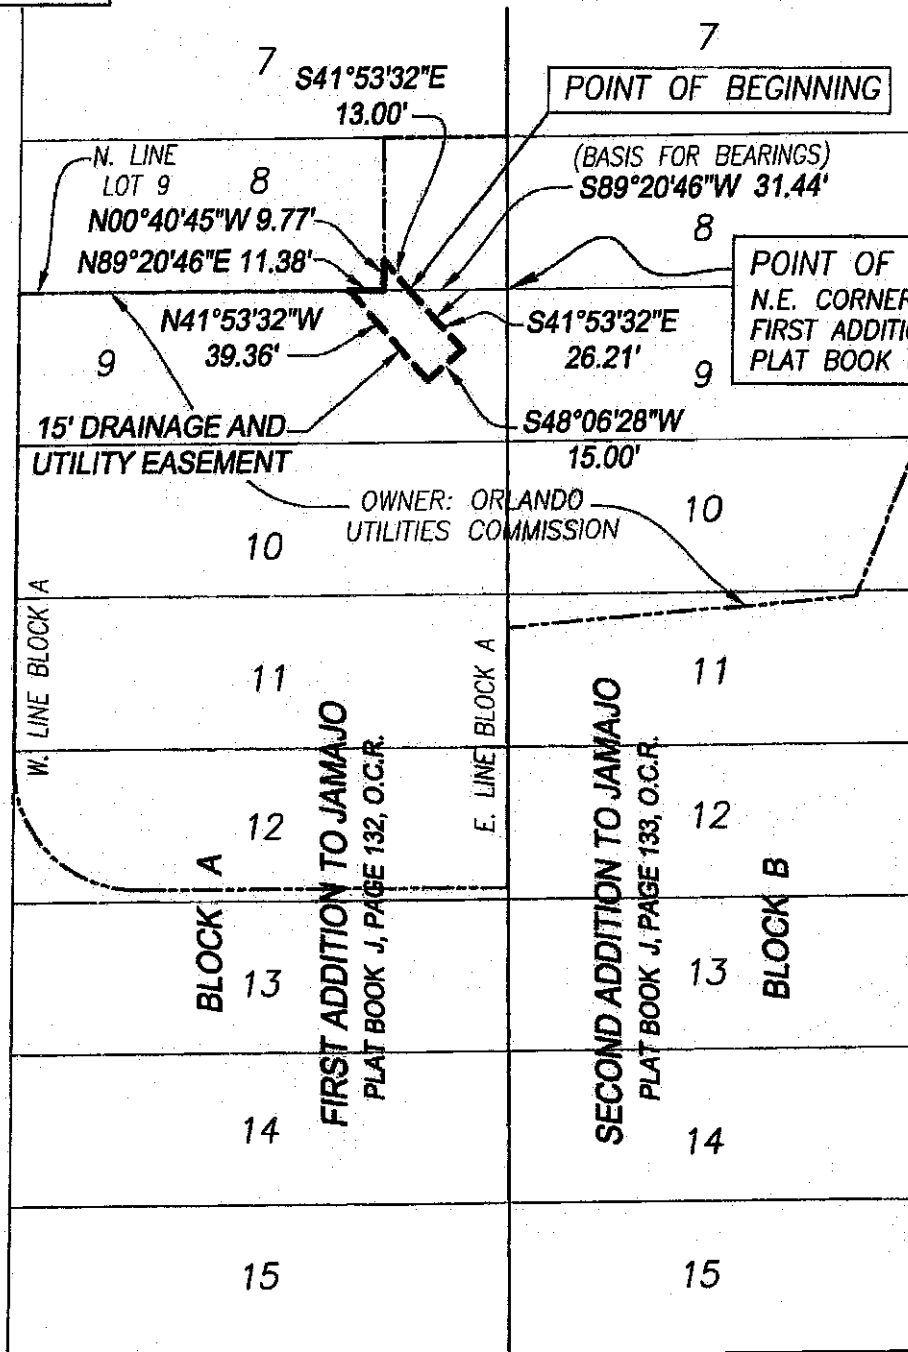 7
7
S41°53'32"E
13.00'
POINT OF BEGINNING
N. LINE
LOT 9
8
(BASIS FOR BEARINGS)
S89°20'46"W 31.44'
N00°40'45"W 9.77'
8
N89°20'46"E 11.38'
POINT OF
N.E. CORNER
FIRST ADDITIO
PLAT BOOK
N41°53'32"W
39.36'
S41°53'32"E
26.21'
9
9
15' DRAINAGE AND
UTILITY EASEMENT
S48°06'28"W
15.00'
OWNER: ORLANDO
UTILITIES COMMISSION
10
10
W. LINE BLOCK A
E. LINE BLOCK A
11
11
12
12
BLOCK A
FIRST ADDITION TO JAMAJO
PLAT BOOK J, PAGE 132, O.C.R.
SECOND ADDITION TO JAMAJO
PLAT BOOK J, PAGE 133, O.C.R.
BLOCK B
13
13
14
14
15
15